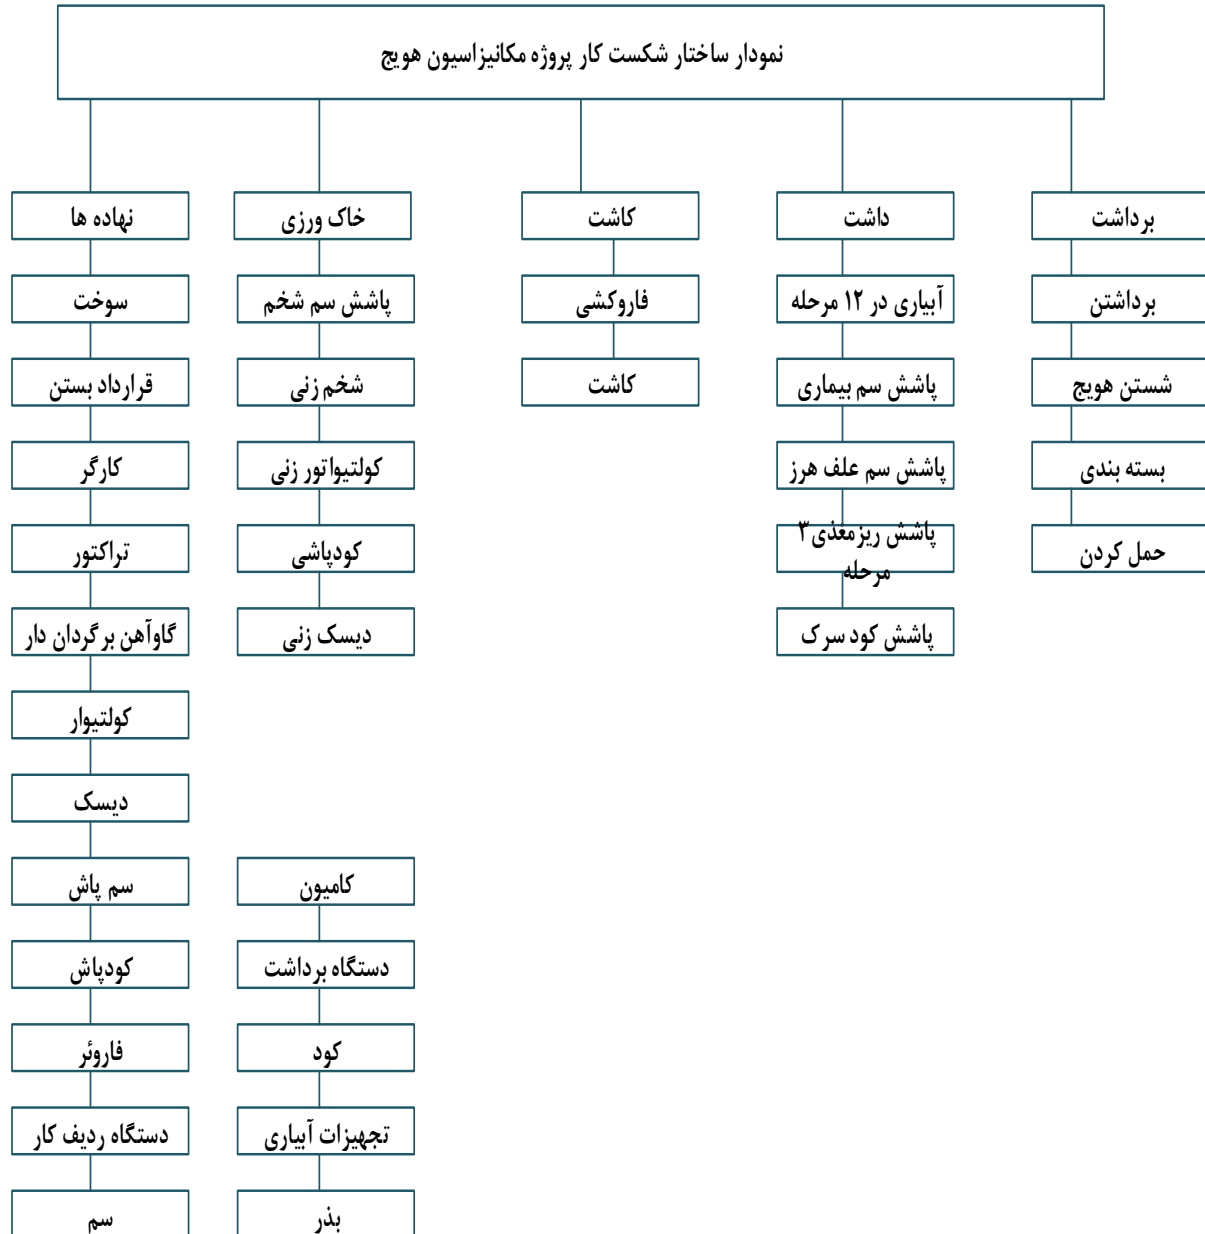 نمودار ساختار شکست کار پروژه مکانیزاسیون هویج
برداشت
برداشتن
شستن هویج
بسته بندی
حمل کردن
داشت
آبیاری در ۱۲ مرحله
پاشش سم بیماری
پاشش سم علف هرز
پاشش ریزمغذی۳
مرحله
پاشش کود سرک
کاشت
فاروکشی
کاشت
خاک ورزی
پاشش سم شخم
شخم زنی
کولتیواتور زنی
کودپاشی
دیسک زنی
نهاده ها
سوخت
قرارداد بستن
کارگر
تراکتور
گاوآهن برگردان دار
کولتیوار
دیسک
سم پاش
کودپاش
فاروئر
دستگاه ردیف کار
سم
کامیون
دستگاه برداشت
کود
تجهیزات آبیاری
بذر